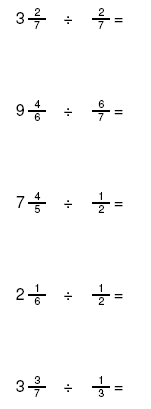 3 2/7 ÷ 2/7 =
9 4/6 ÷ 6/7 =
7 4/5 ÷ 1/2 =
2 1/6 ÷ 1/2 =
3 3/7 ÷ 1/3 =